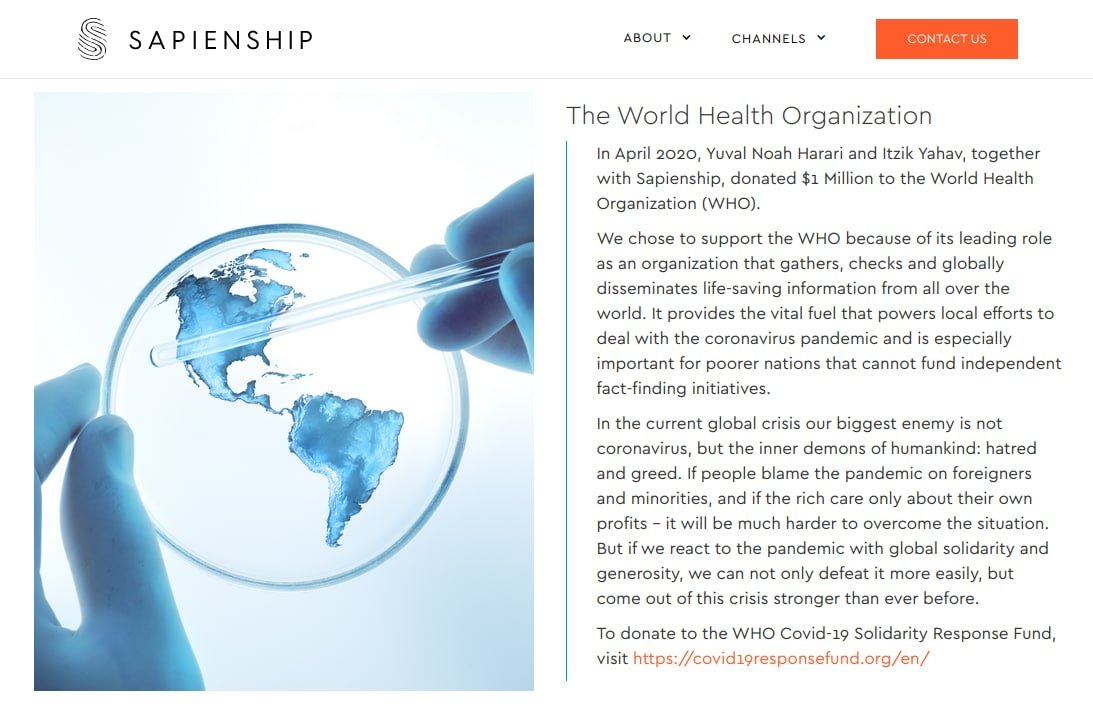 SAPIENSHIP
ABOUT
CHANNELS
CONTACT US
The World Health Organization
In April 2020, Yuval Noah Harari and Itzik Yahav, together
with Sapienship, donated $1 Million to the World Health
Organization (WHO).
We chose to support the WHO because of its leading role
as an organization that gathers, checks and globally
disseminates life-saving information from all over the
world. It provides the vital fuel that powers local efforts to
deal with the coronavirus pandemic and is especially
important for poorer nations that cannot fund independent
fact-finding initiatives.
In the current global crisis our biggest enemy is not
coronavirus, but the inner demons of humankind: hatred
and greed. If people blame the pandemic on foreigners
and minorities, and if the rich care only about their own
profits – it will be much harder to overcome the situation.
But if we react to the pandemic with global solidarity and
generosity, we can not only defeat it more easily, but
come out of this crisis stronger than ever before.
To donate to the WHO Covid-19 Solidarity Response Fund,
visit https://covid19responsefund.org/en/